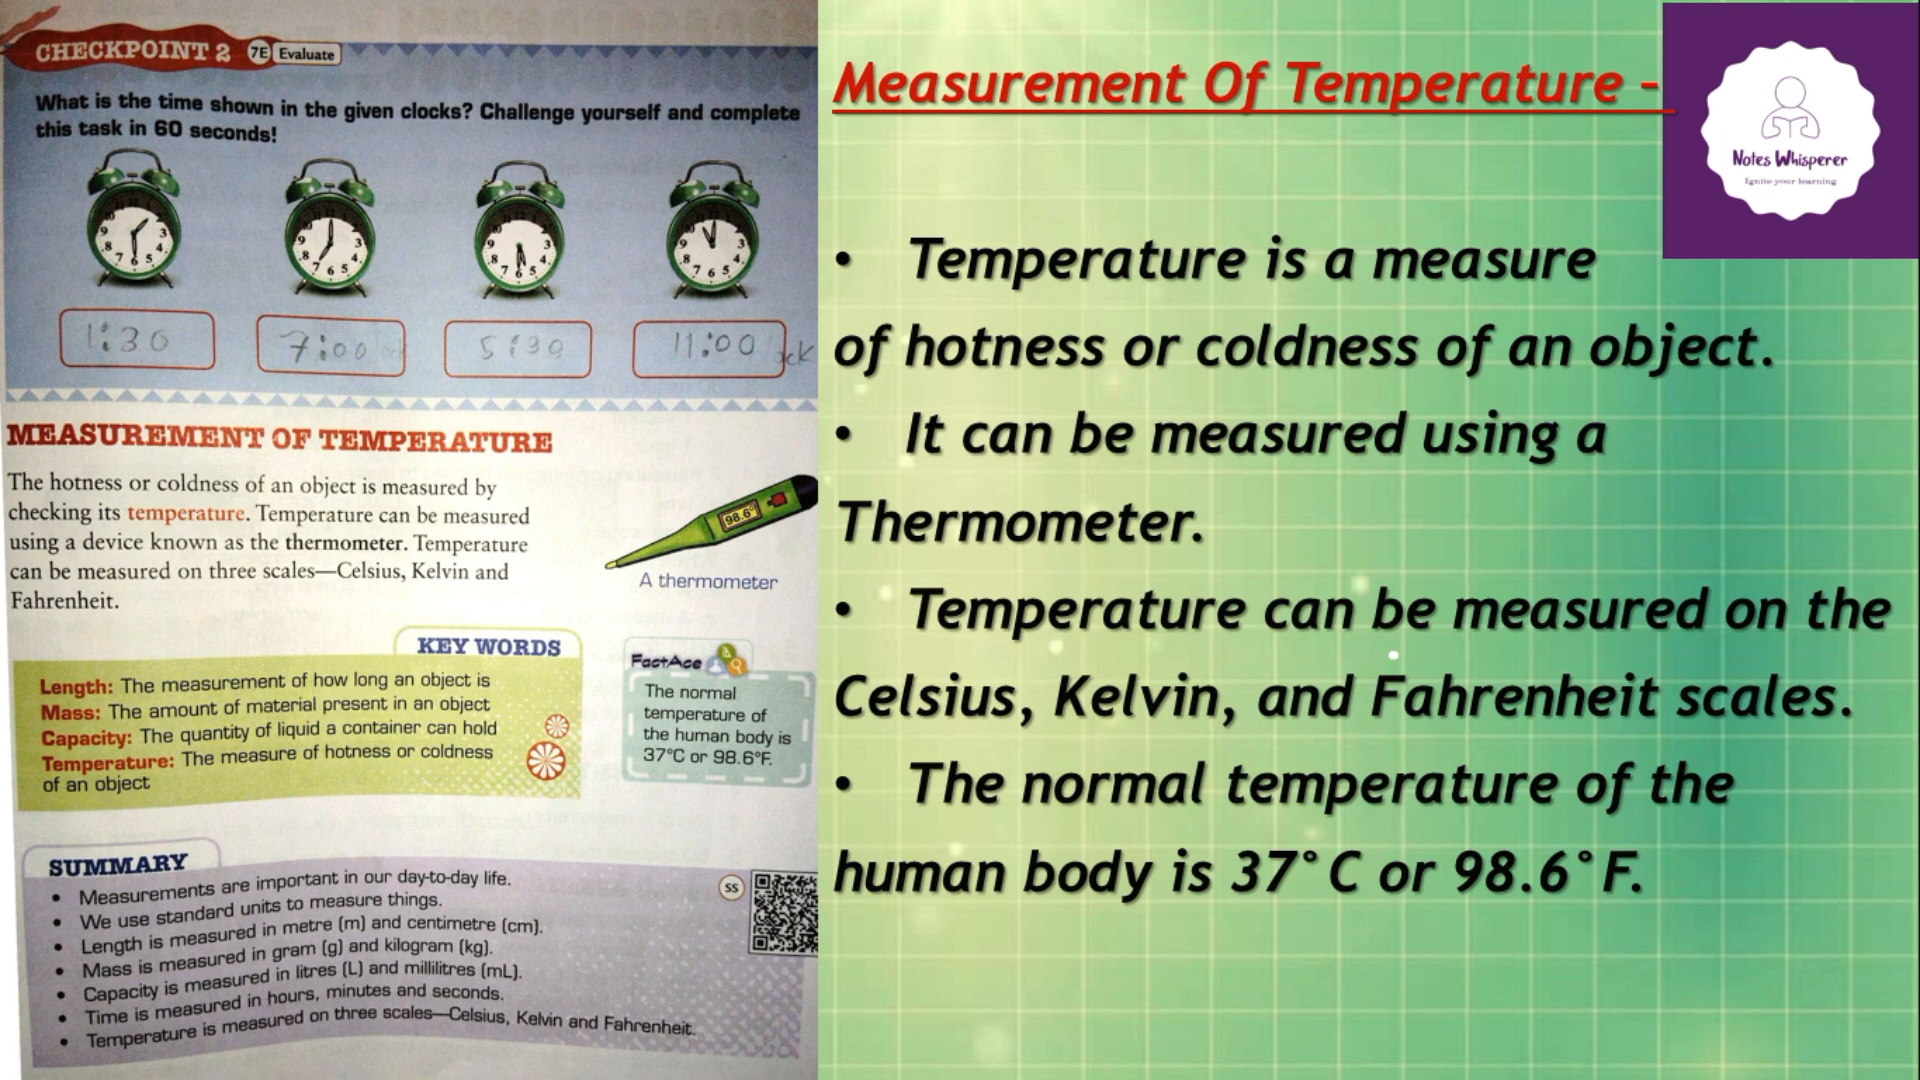 CHECKPOINT 2 7E Evaluate
What is the time shown in the given clocks? Challenge yourself and complete
this task in 60 seconds!
1:30 7:00 5:30 11:00
MEASUREMENT OF TEMPERATURE
The hotness or coldness of an object is measured by
checking its temperature. Temperature can be measured
using a device known as the thermometer. Temperature
can be measured on three scales—Celsius, Kelvin and
Fahrenheit.
98.6°
A thermometer
KEY WORDS
Length: The measurement of how long an object is
Mass: The amount of material present in an object
Capacity: The quantity of liquid a container can hold
Temperature: The measure of hotness or coldness
of an object
FactAce
The normal
temperature of
the human body is
37°C or 98.6°F.
SUMMARY
• Measurements are important in our day-to-day life.
• We use standard units to measure things.
• Length is measured in metre (m) and centimetre (cm).
• Mass is measured in gram (g) and kilogram (kg).
• Capacity is measured in litres (L) and millilitres (mL).
• Time is measured in hours, minutes and seconds.
• Temperature is measured on three scales—Celsius, Kelvin and Fahrenheit.
SS
Measurement Of Temperature –
Notes Whisperer
Ignite your learning
• Temperature is a measure
of hotness or coldness of an object.
• It can be measured using a
Thermometer.
• Temperature can be measured on the
Celsius, Kelvin, and Fahrenheit scales.
• The normal temperature of the
human body is 37°C or 98.6°F.